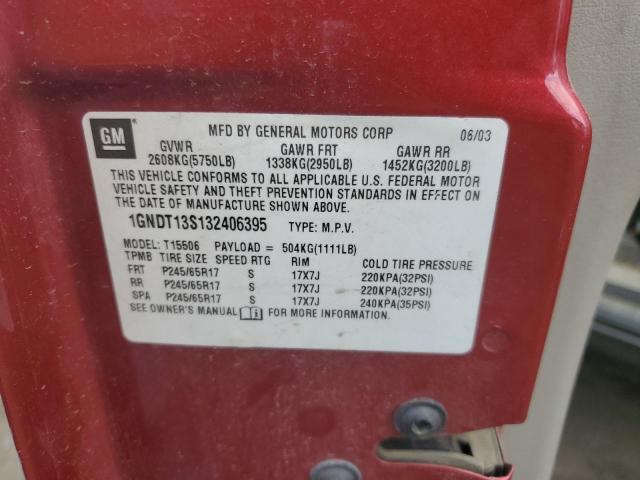 GM
MFD BY GENERAL MOTORS CORP 06/03
GVWR GAWR FRT GAWR RR
2608KG(5750LB) 1338KG(2950LB) 1452KG(3200LB)
THIS VEHICLE CONFORMS TO ALL APPLICABLE U.S. FEDERAL MOTOR
VEHICLE SAFETY AND THEFT PREVENTION STANDARDS IN EFFECT ON
THE DATE OF MANUFACTURE SHOWN ABOVE.
1GNDT13S132406395 TYPE: M.P.V.
MODEL: T15506 PAYLOAD = 504KG(1111LB)
TPMB TIRE SIZE SPEED RTG RIM COLD TIRE PRESSURE
FRT P245/65R17 S 17X7J 220KPA(32PSI)
RR P245/65R17 S 17X7J 220KPA(32PSI)
SPA P245/65R17 S 17X7J 240KPA(35PSI)
SEE OWNER'S MANUAL FOR MORE INFORMATION.